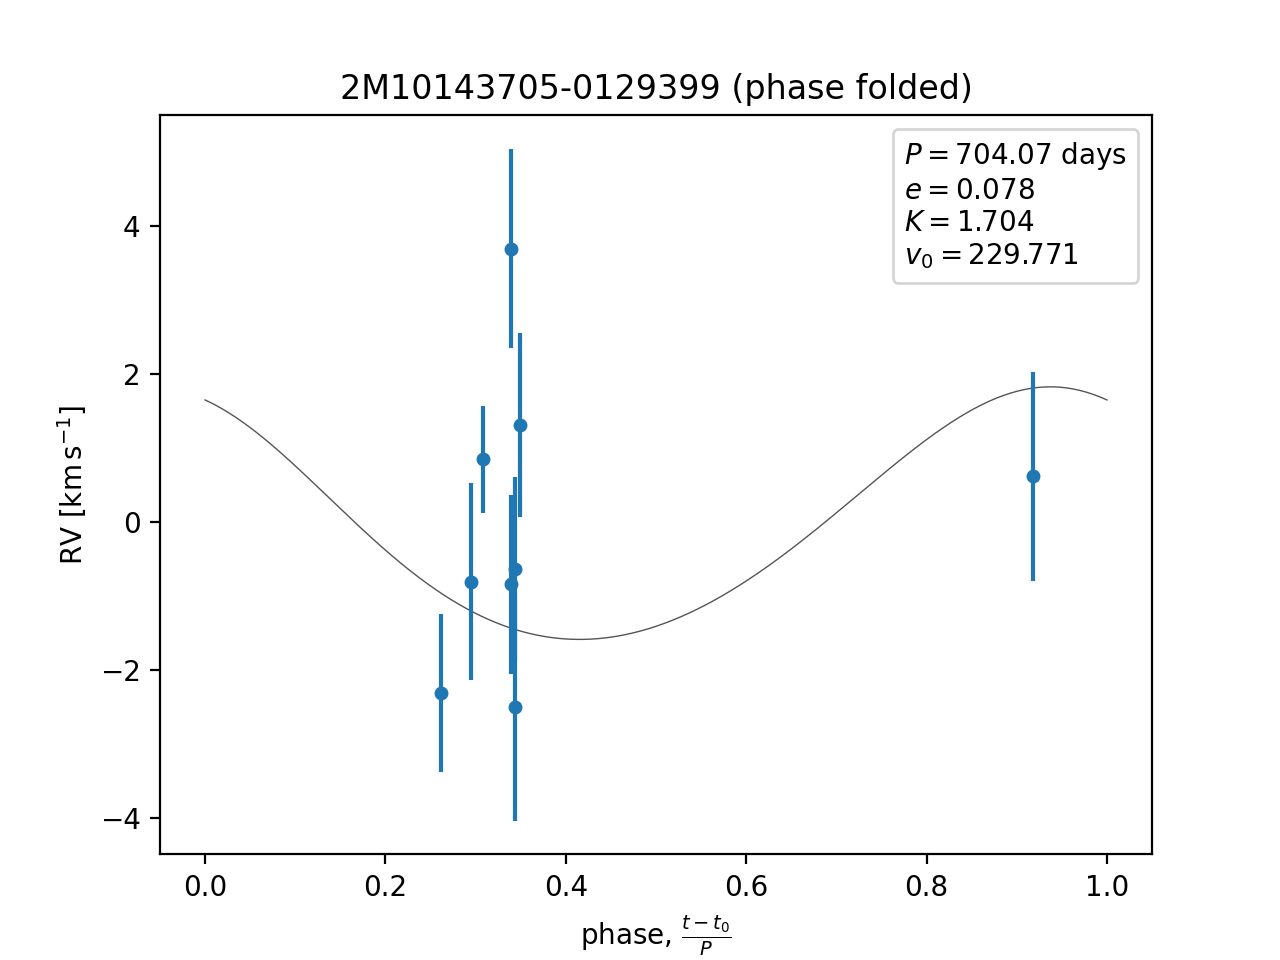 2M10143705-0129399 (phase folded)
P = 704.07 days
e = 0.078
K = 1.704
v₀ = 229.771
RV [km s⁻¹]
4
2
0
−2
−4
0.0 0.2 0.4 0.6 0.8 1.0
phase, (t − t₀)/P